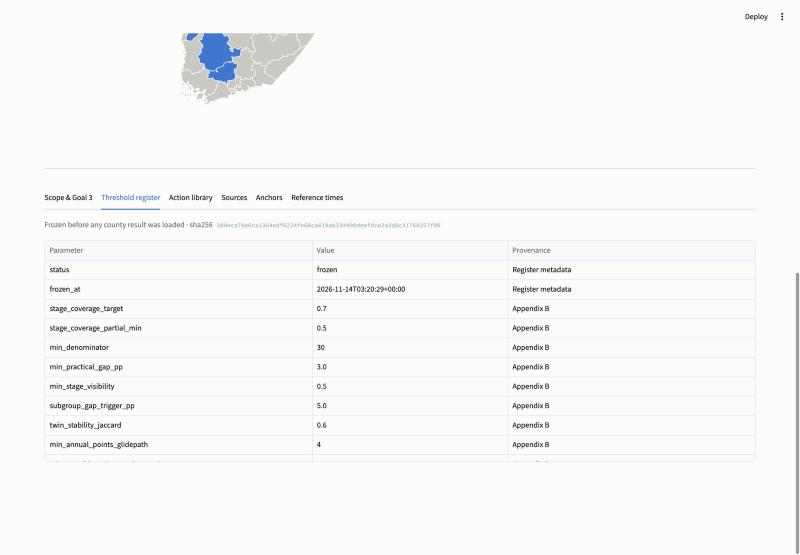 Deploy
Scope & Goal 3 Threshold register Action library Sources Anchors Reference times
Frozen before any county result was loaded · sha256
Parameter Value Provenance
status frozen Register metadata
frozen_at 2026-11-14T03:20:29+00:00 Register metadata
stage_coverage_target 0.7 Appendix B
stage_coverage_partial_min 0.5 Appendix B
min_denominator 30 Appendix B
min_practical_gap_pp 3.0 Appendix B
min_stage_visibility 0.5 Appendix B
subgroup_gap_trigger_pp 5.0 Appendix B
twin_stability_jaccard 0.6 Appendix B
min_annual_points_glidepath 4 Appendix B